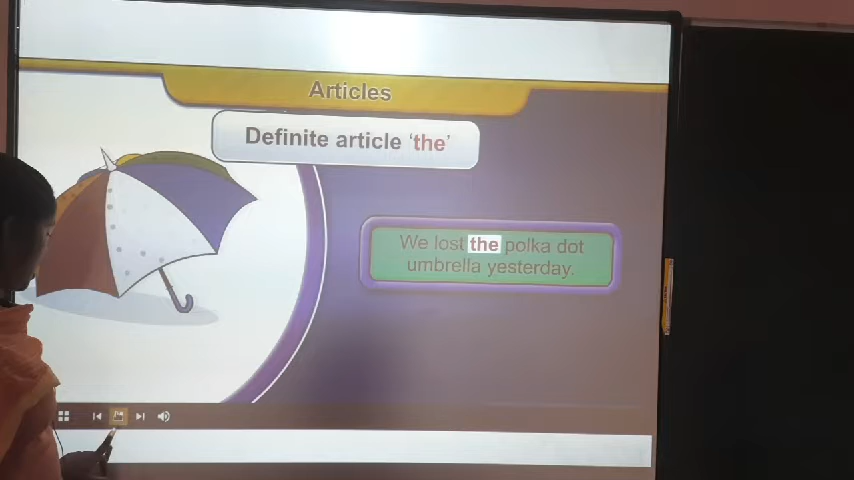 Articles
Definite article ‘the’
We lost the polka dot
umbrella yesterday.